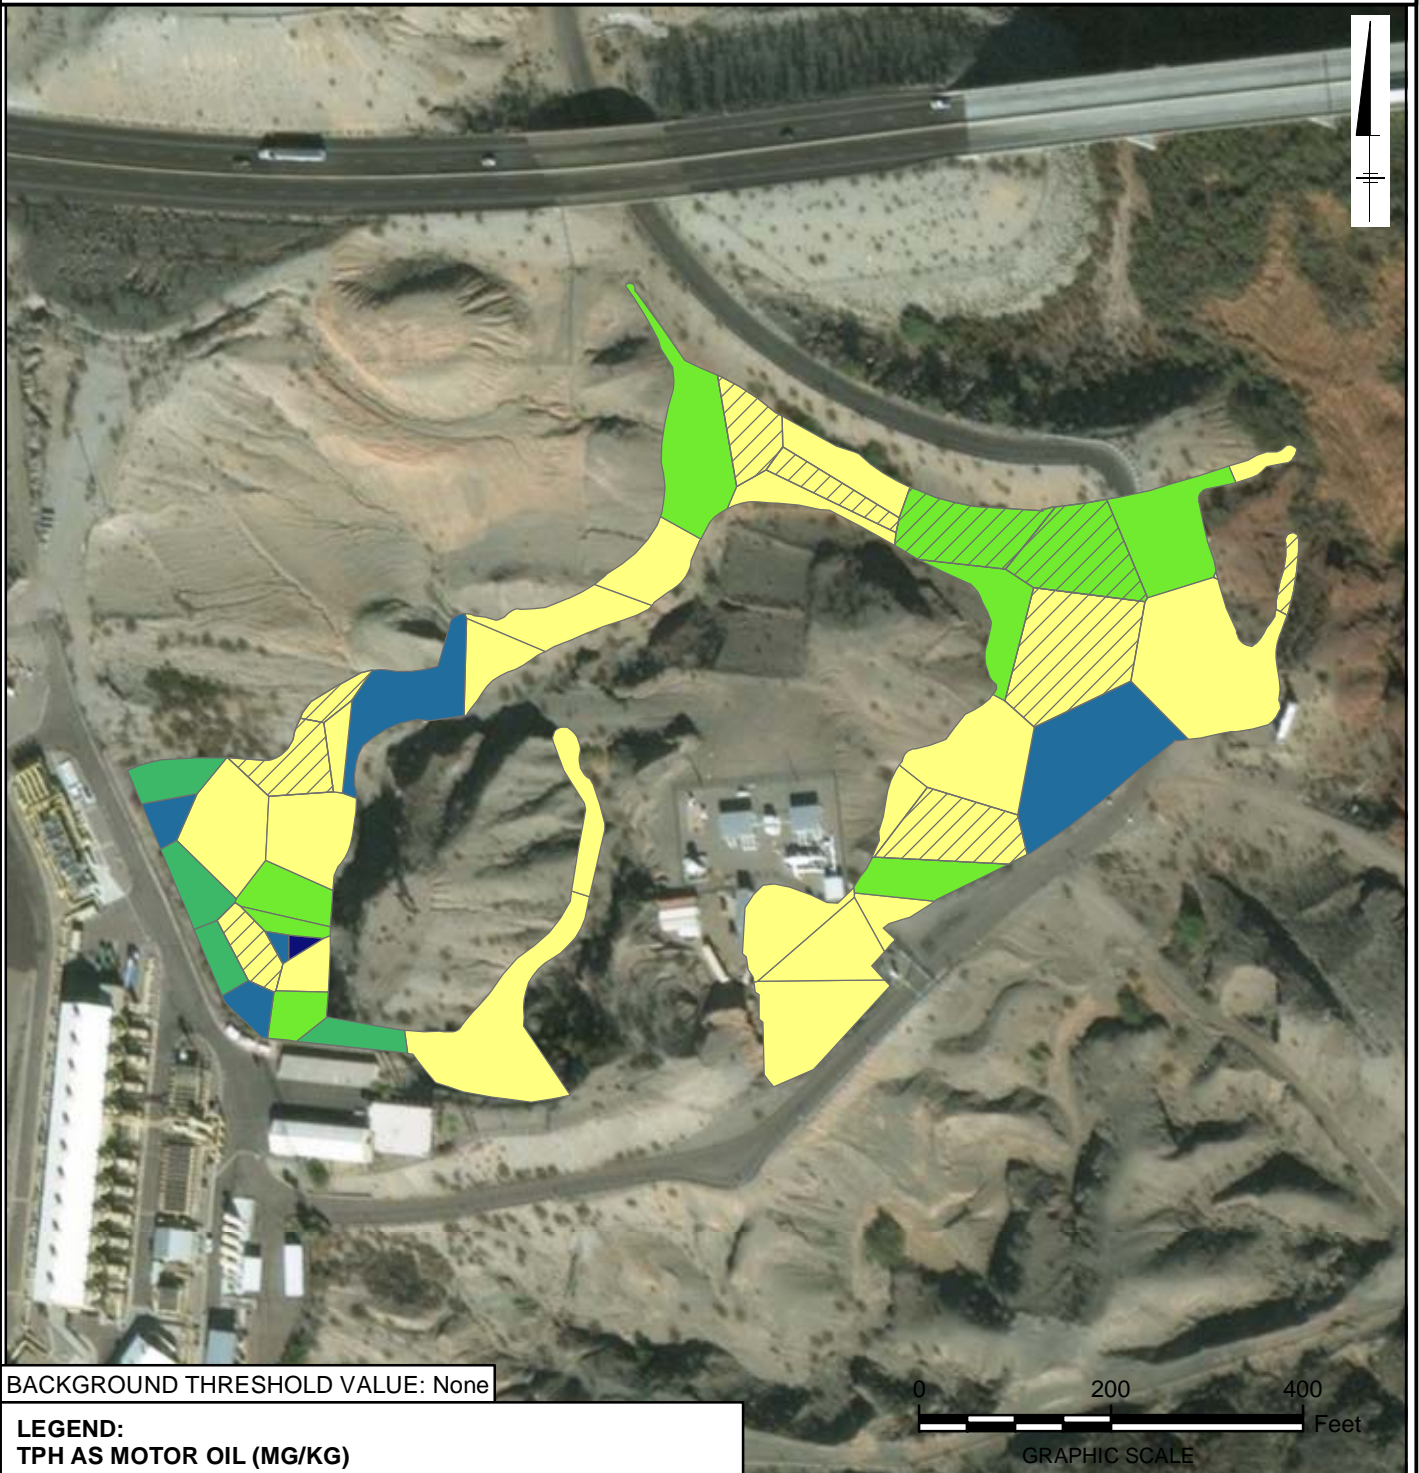 BACKGROUND THRESHOLD VALUE: None
LEGEND:
TPH AS MOTOR OIL (MG/KG)
0 200 400
Feet
GRAPHIC SCALE